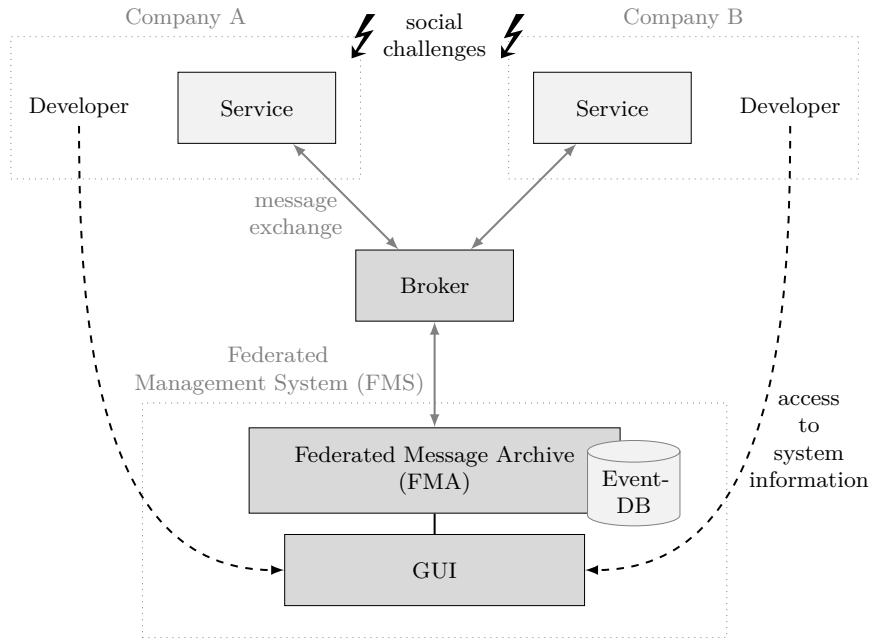 Company A
social
challenges
Company B
Developer
Service
Service
Developer
message
exchange
Broker
Federated
Management System (FMS)
access
to
system
information
Federated Message Archive
(FMA)
Event-
DB
GUI